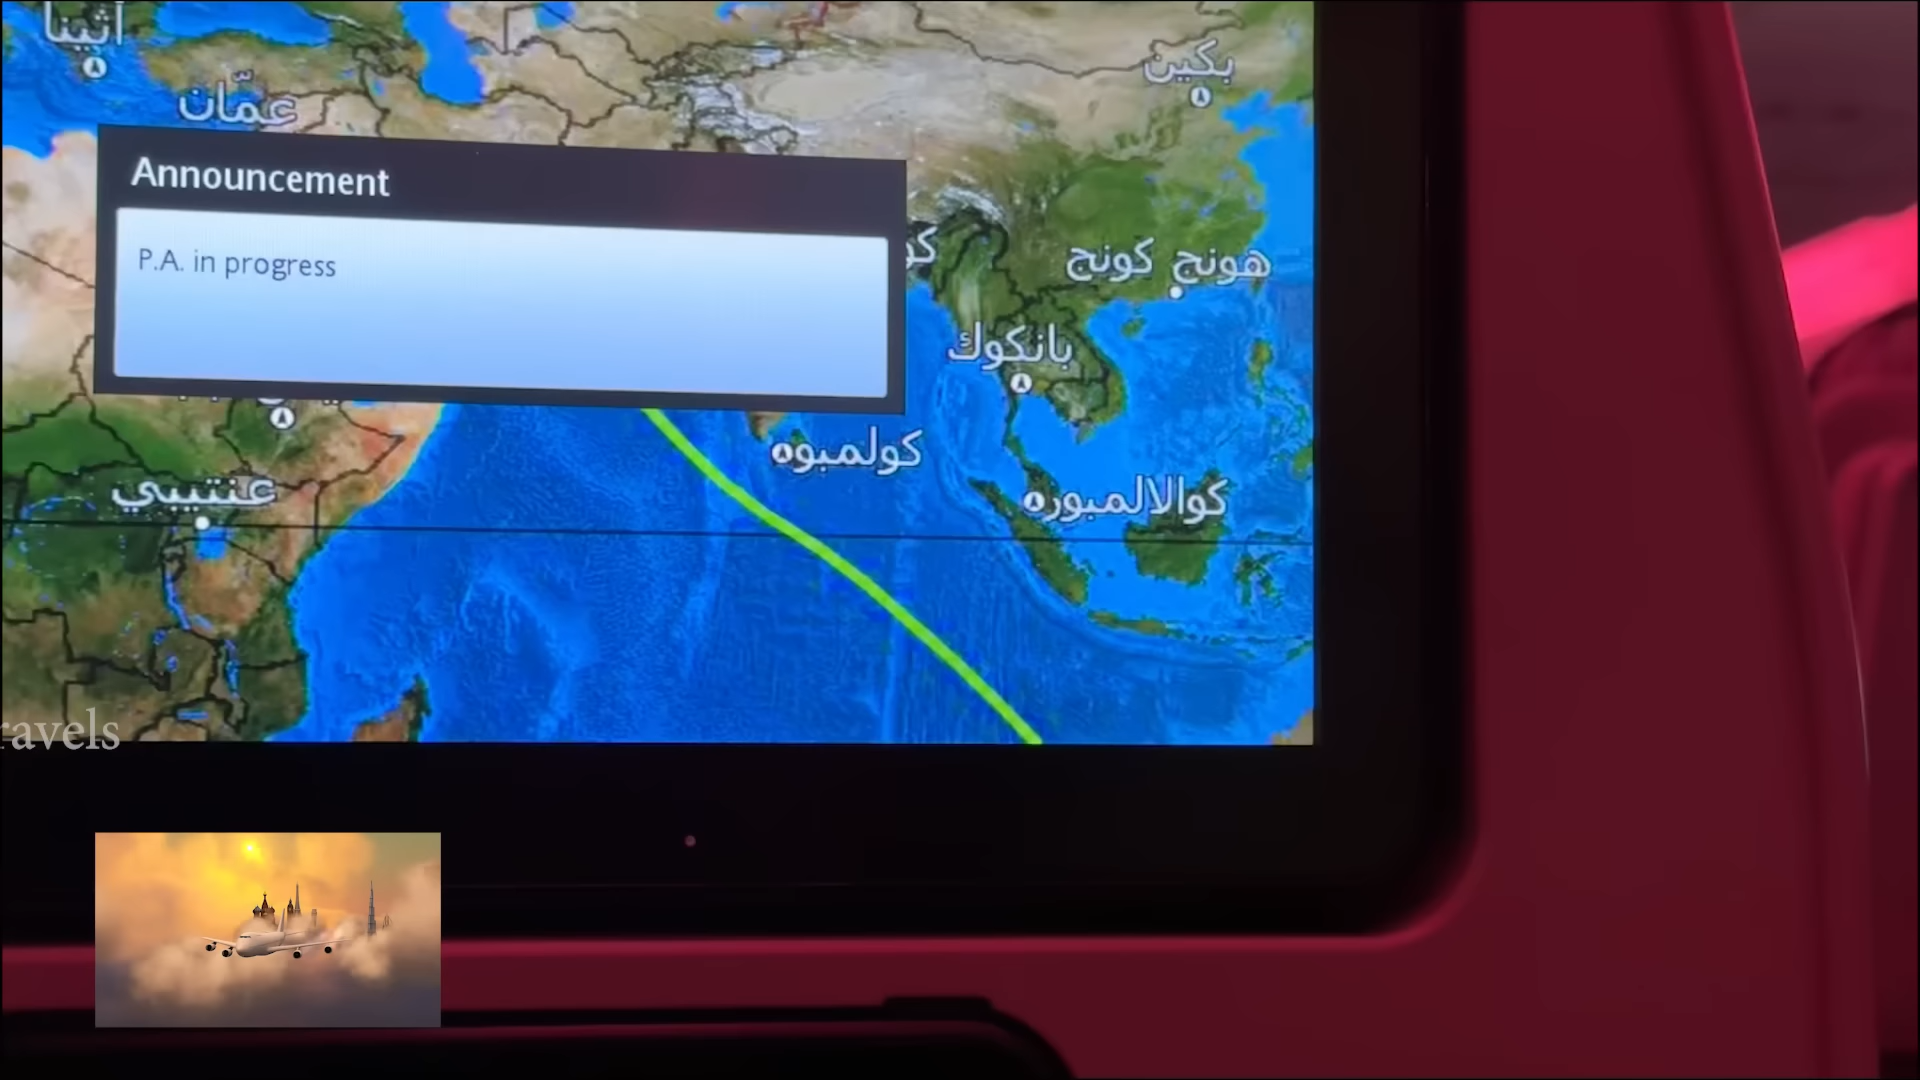 أثينا
بكين
عمّان
Announcement
P.A. in progress
هونج كونج
بانكوك
كولمبو
كوالالمبور
عنتيبي
ravels